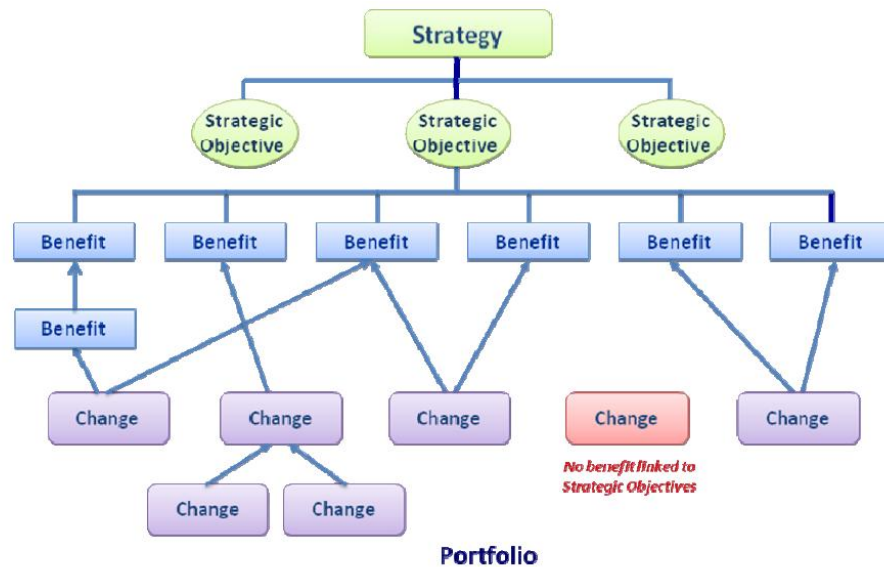 Strategy
Strategic
Objective
Strategic
Objective
Strategic
Objective
Benefit
Benefit
Benefit
Benefit
Benefit
Benefit
Benefit
Change
Change
Change
Change
Change
No benefit linked to
Strategic Objectives
Change
Change
Portfolio